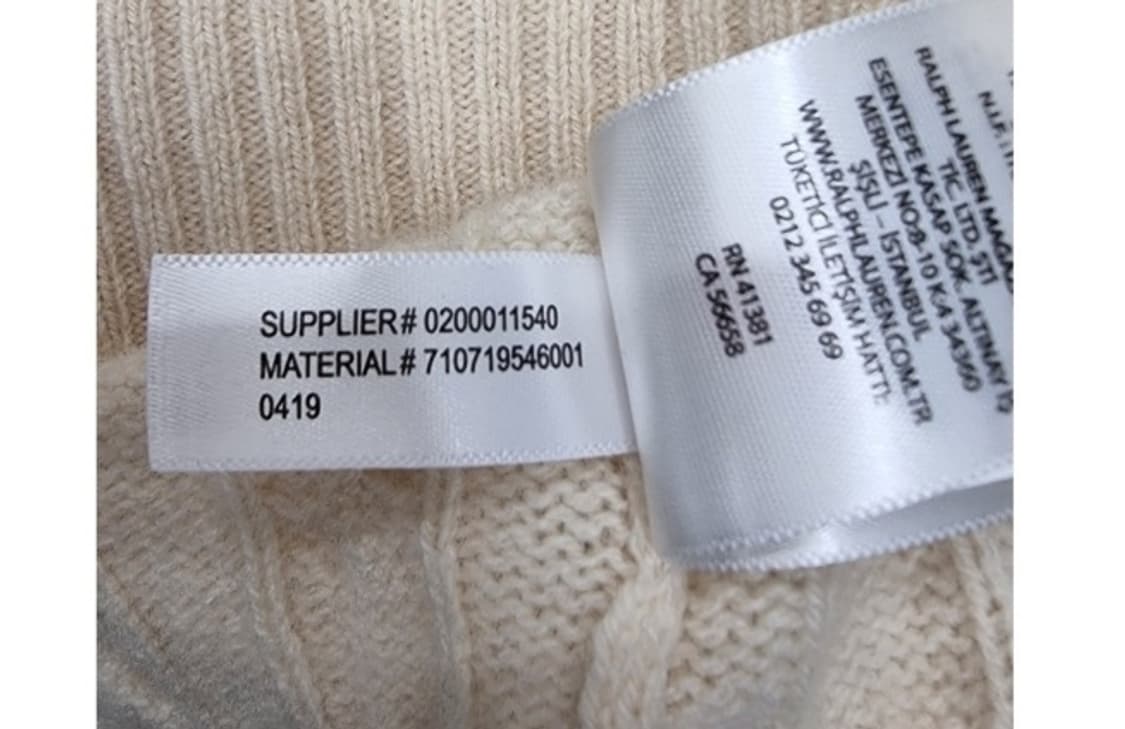 SUPPLIER# 0200011540
MATERIAL# 710719546001
0419
RALPH LAUREN
TİC. LTD. ŞTİ
ESENTEPE KASAP SOK. ALTINAY
MERKEZİ NO:8-10 K:4 34360
ŞİŞLİ – İSTANBUL
WWW.RALPHLAUREN.COM.TR
TÜKETİCİ İLETİŞİM HATTI:
0212 345 69 69
RN 41381
CA 56658